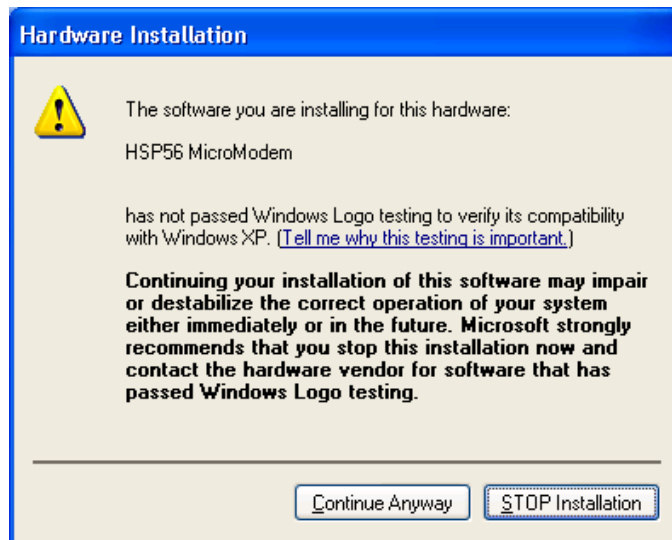 Hardware Installation
The software you are installing for this hardware:
HSP56 MicroModem
has not passed Windows Logo testing to verify its compatibility
with Windows XP. (Tell me why this testing is important.)
Continuing your installation of this software may impair
or destabilize the correct operation of your system
either immediately or in the future. Microsoft strongly
recommends that you stop this installation now and
contact the hardware vendor for software that has
passed Windows Logo testing.
Continue Anyway
STOP Installation